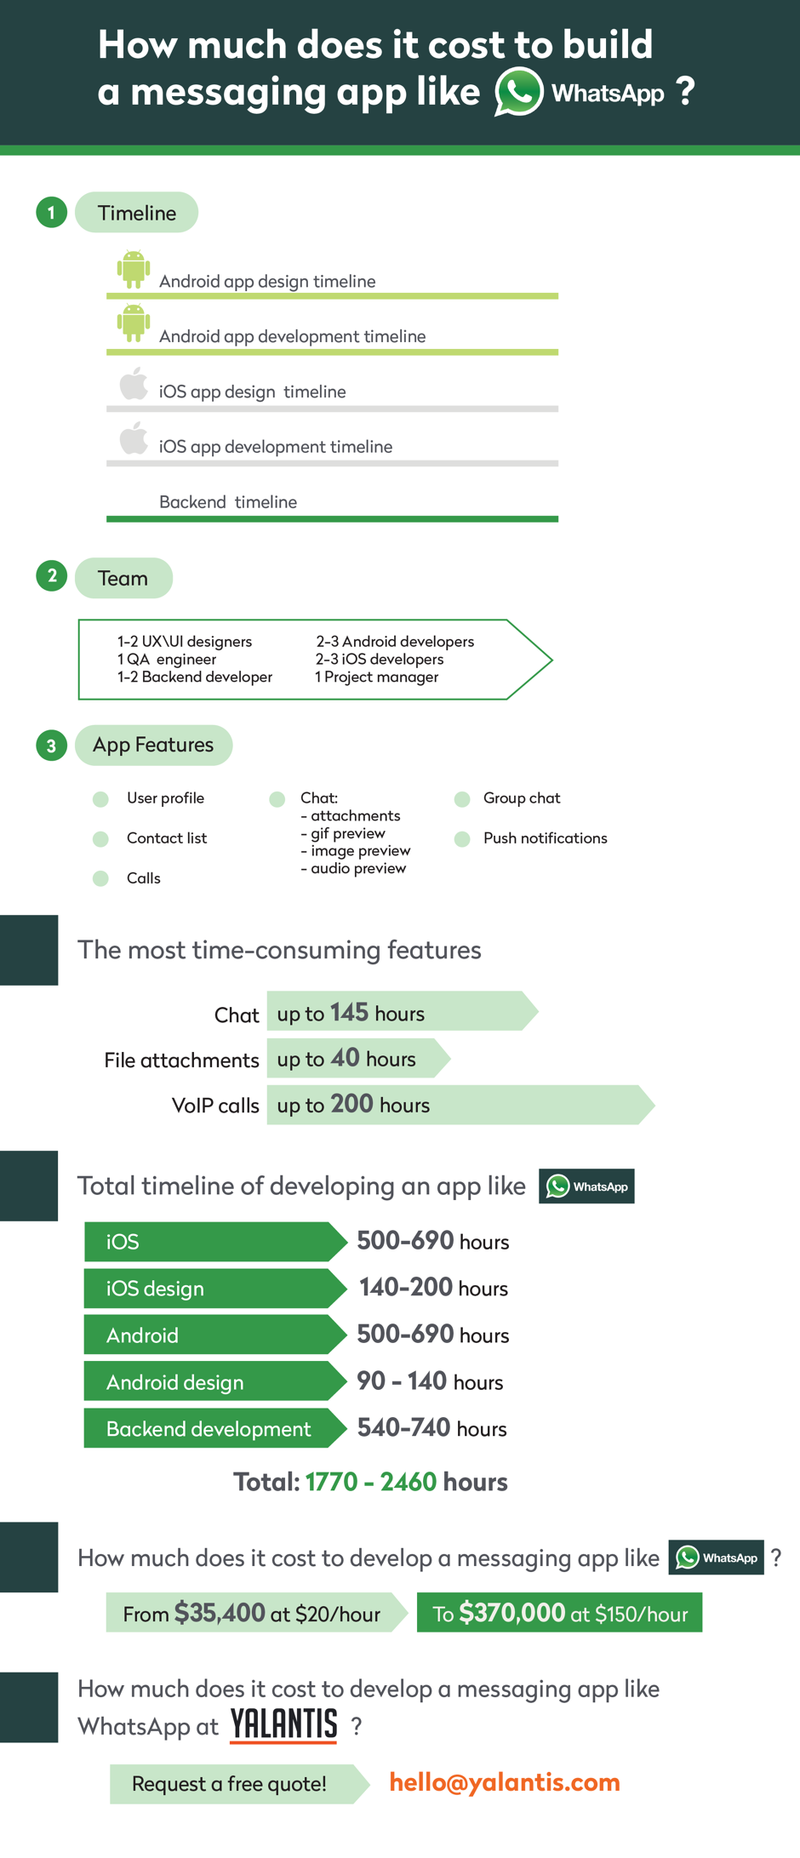 How much does it cost to build
a messaging app like WhatsApp ?
1 Timeline
Android app design timeline
Android app development timeline
iOS app design timeline
iOS app development timeline
Backend timeline
2 Team
1-2 UX\UI designers
1 QA engineer
1-2 Backend developer
2-3 Android developers
2-3 iOS developers
1 Project manager
3 App Features
User profile
Contact list
Calls
Chat:
- attachments
- gif preview
- image preview
- audio preview
Group chat
Push notifications
The most time-consuming features
Chat up to 145 hours
File attachments up to 40 hours
VoIP calls up to 200 hours
Total timeline of developing an app like WhatsApp
iOS 500-690 hours
iOS design 140-200 hours
Android 500-690 hours
Android design 90 - 140 hours
Backend development 540-740 hours
Total: 1770 - 2460 hours
How much does it cost to develop a messaging app like WhatsApp ?
From $35,400 at $20/hour To $370,000 at $150/hour
How much does it cost to develop a messaging app like
WhatsApp at YALANTIS ?
Request a free quote! hello@yalantis.com